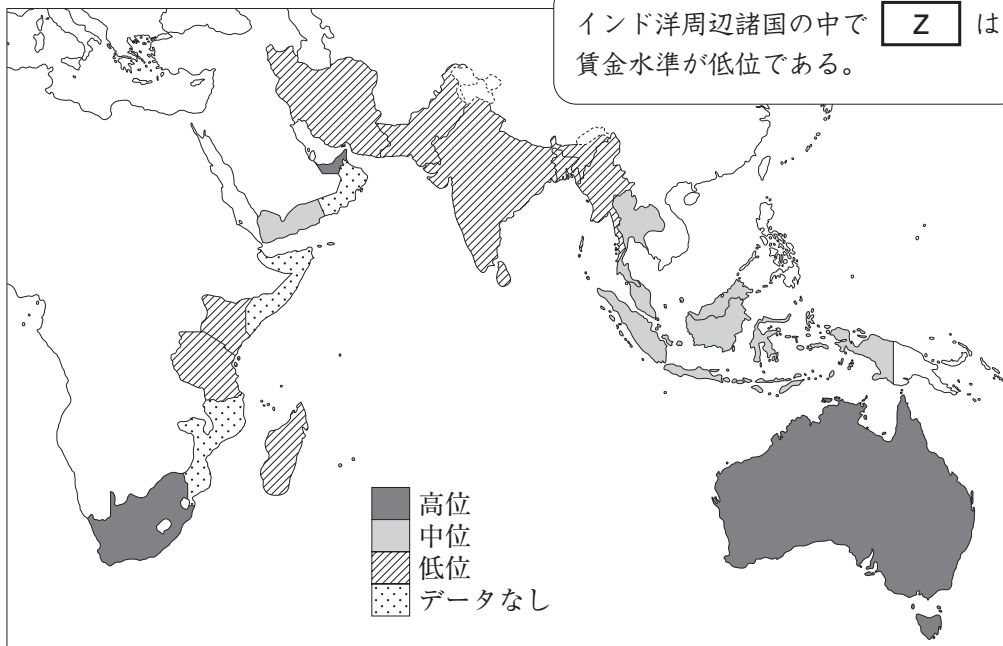 インド洋周辺諸国の中で Z は
賃金水準が低位である。
高位
中位
低位
データなし